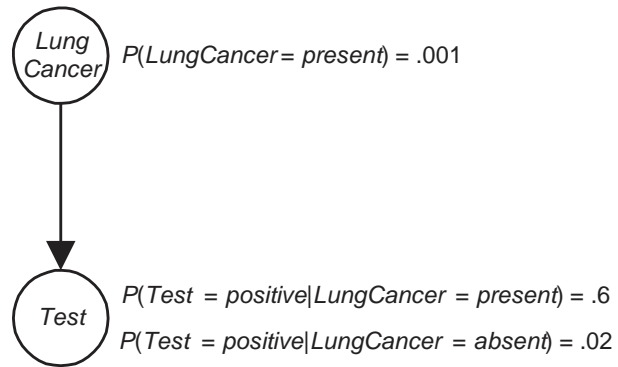 Lung
Cancer
P(LungCancer = present) = .001
P(Test = positive|LungCancer = present) = .6
Test
P(Test = positive|LungCancer = absent) = .02